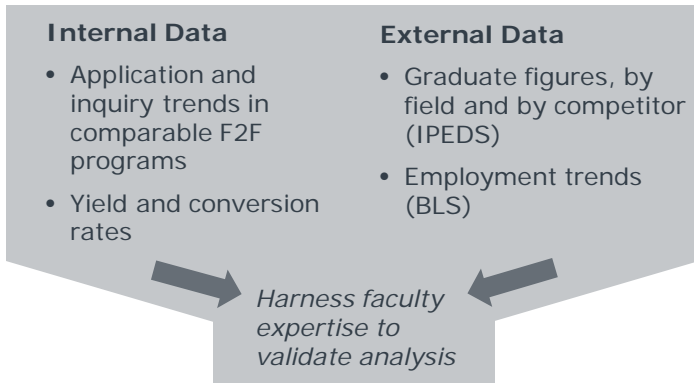 Internal Data
• Application and
inquiry trends in
comparable F2F
programs
• Yield and conversion
rates
External Data
• Graduate figures, by
field and by competitor
(IPEDS)
• Employment trends
(BLS)
Harness faculty
expertise to
validate analysis